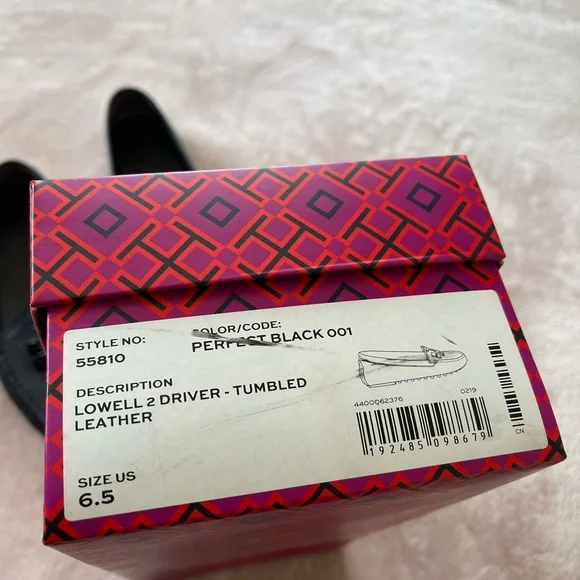 STYLE NO:
55810
COLOR/CODE:
PERFECT BLACK 001
DESCRIPTION
LOWELL 2 DRIVER - TUMBLED
LEATHER
SIZE US
6.5
4400062376
0219
192485 098679
CN